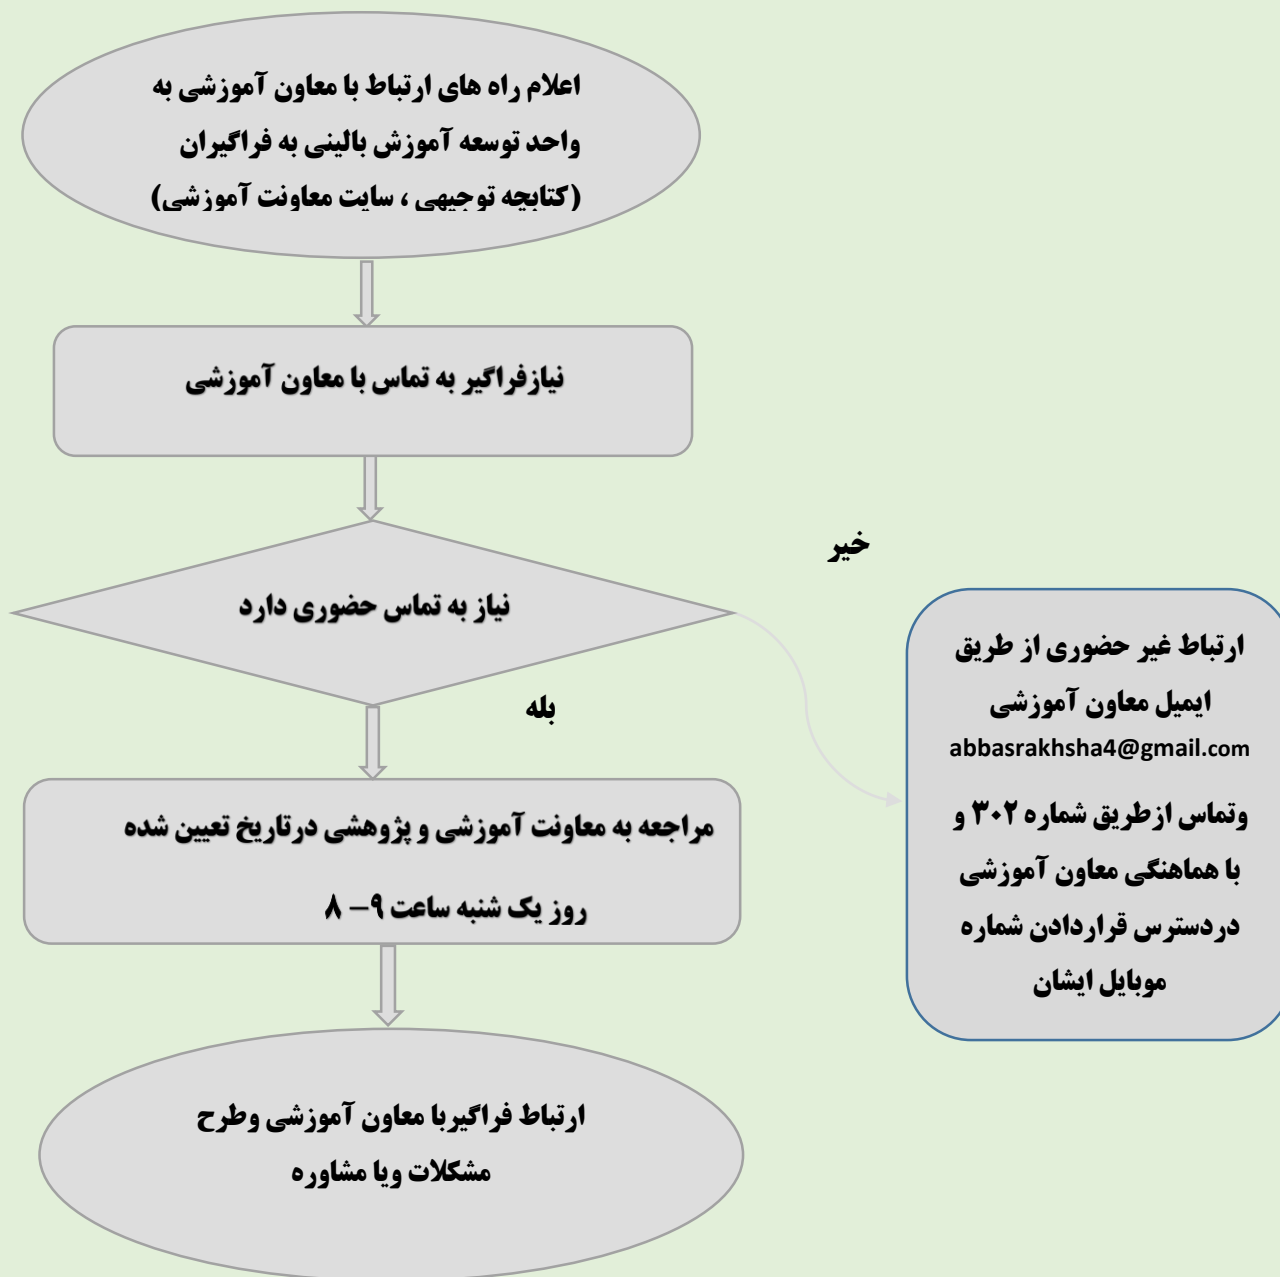 اعلام راه های ارتباط با معاون آموزشی به
واحد توسعه آموزش بالینی به فراگیران
(کتابچه توجیهی ، سایت معاونت آموزشی)
نیازفراگیر به تماس با معاون آموزشی
نیاز به تماس حضوری دارد
خیر
ارتباط غیر حضوری از طریق
ایمیل معاون آموزشی
abbasrakhsha4@gmail.com
وتماس ازطریق شماره ۳۰۲ و
با هماهنگی معاون آموزشی
دردسترس قراردادن شماره
موبایل ایشان
بله
مراجعه به معاونت آموزشی و پژوهشی درتاریخ تعیین شده
روز یک شنبه ساعت ۹- ۸
ارتباط فراگیربا معاون آموزشی وطرح
مشکلات ویا مشاوره